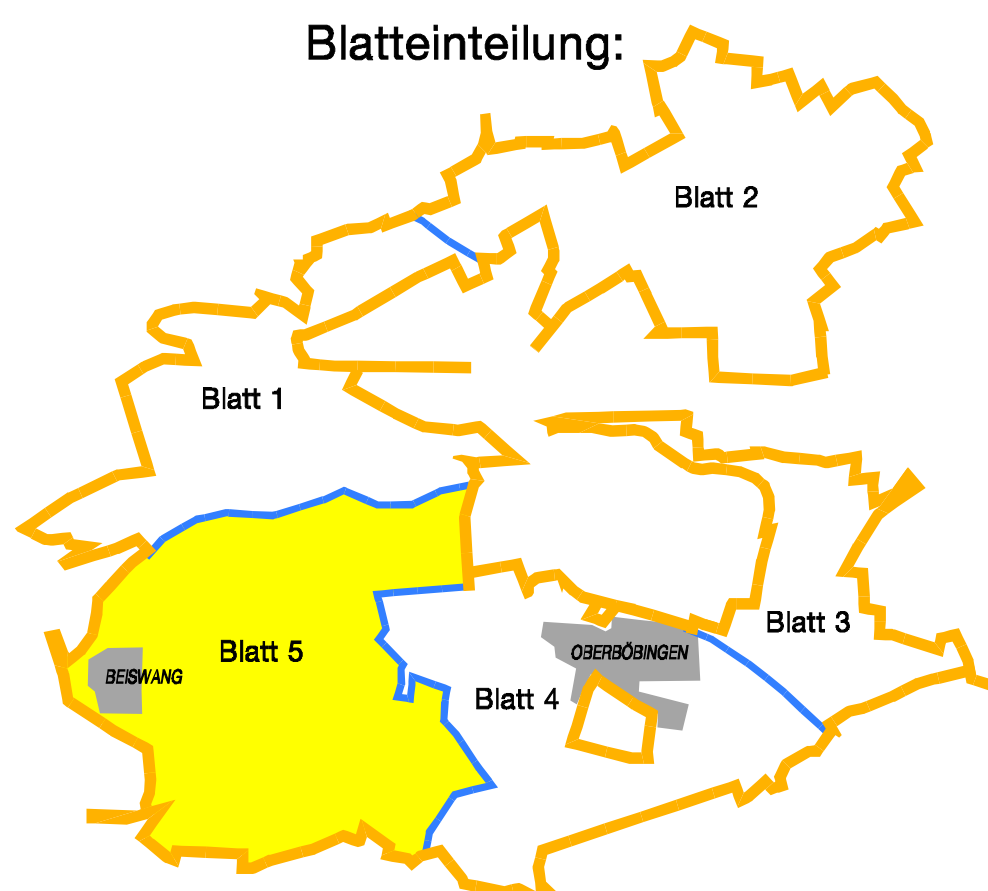 Blatteinteilung:
Blatt 2
Blatt 1
Blatt 3
Blatt 5
OBERBÖBINGEN
BEISWANG
Blatt 4